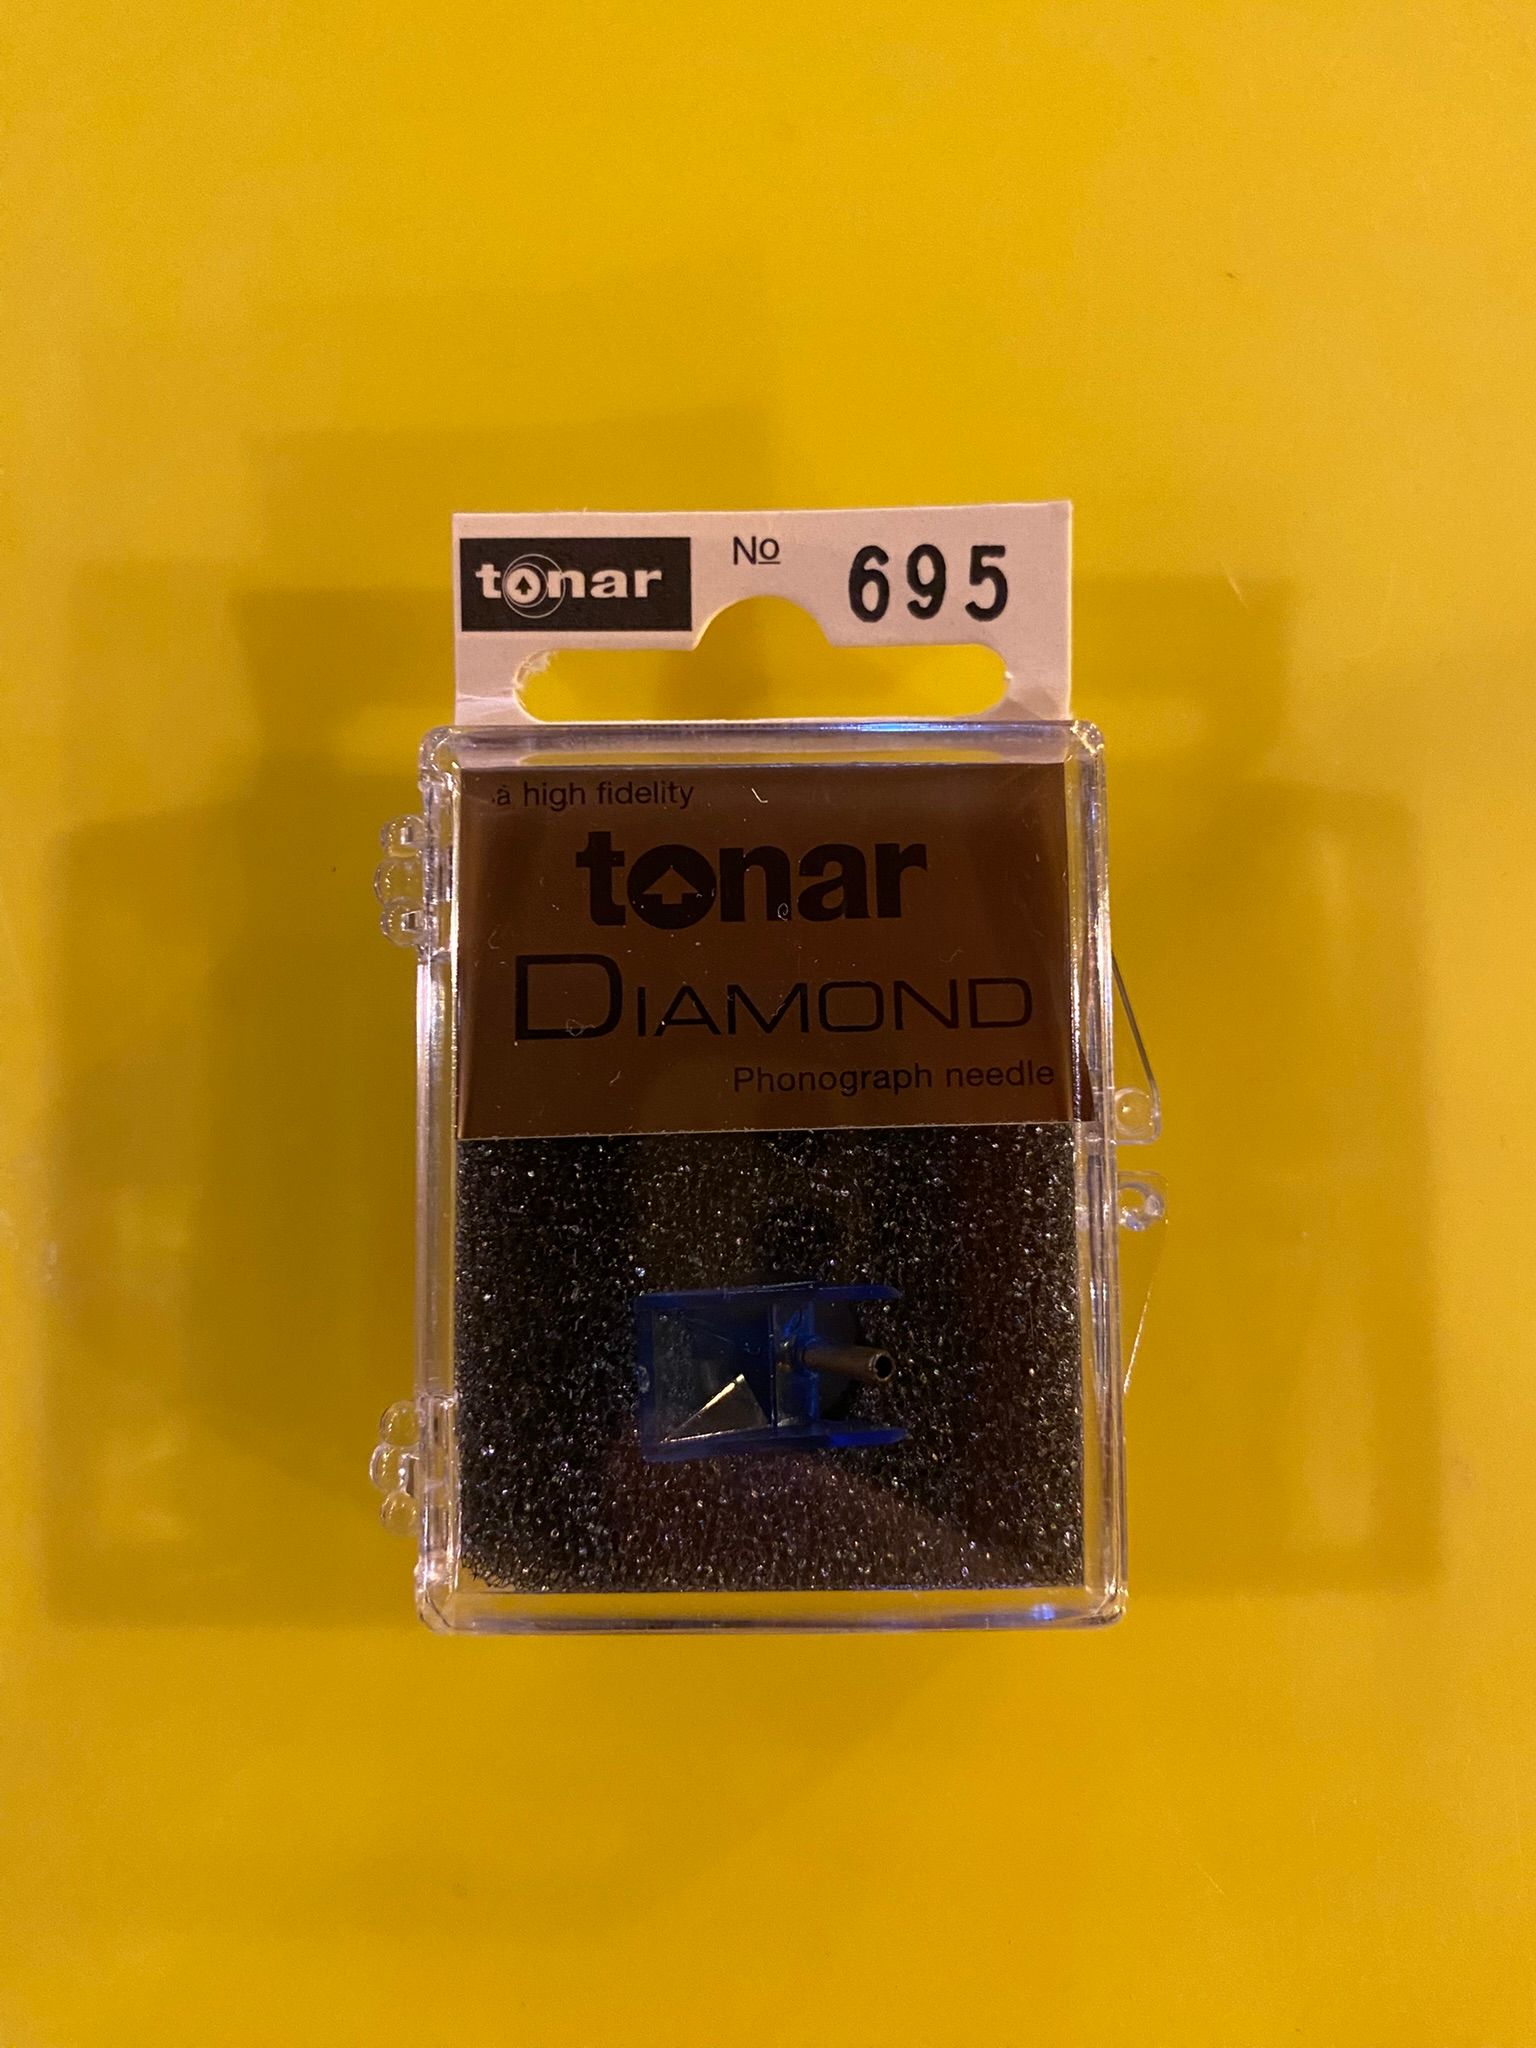 tonar No 695
a high fidelity
tonar
DIAMOND
Phonograph needle